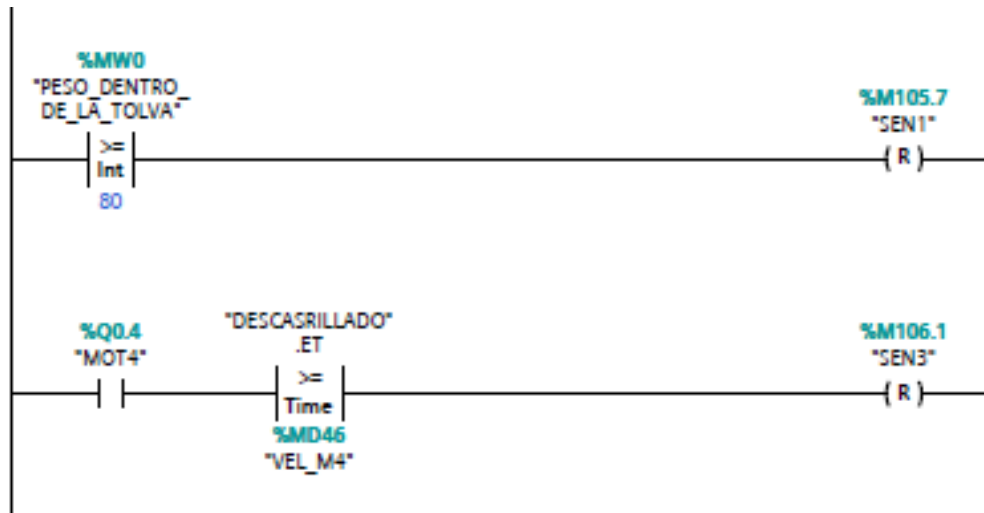 %MW0
"PESO_DENTRO_
DE_LA_TOLVA"
>=
Int
80
%M105.7
"SEN1"
R
%Q0.4
"MOT4"
"DESCASRILLADO"
.ET
>=
Time
%MD46
"VEL_M4"
%M106.1
"SEN3"
R